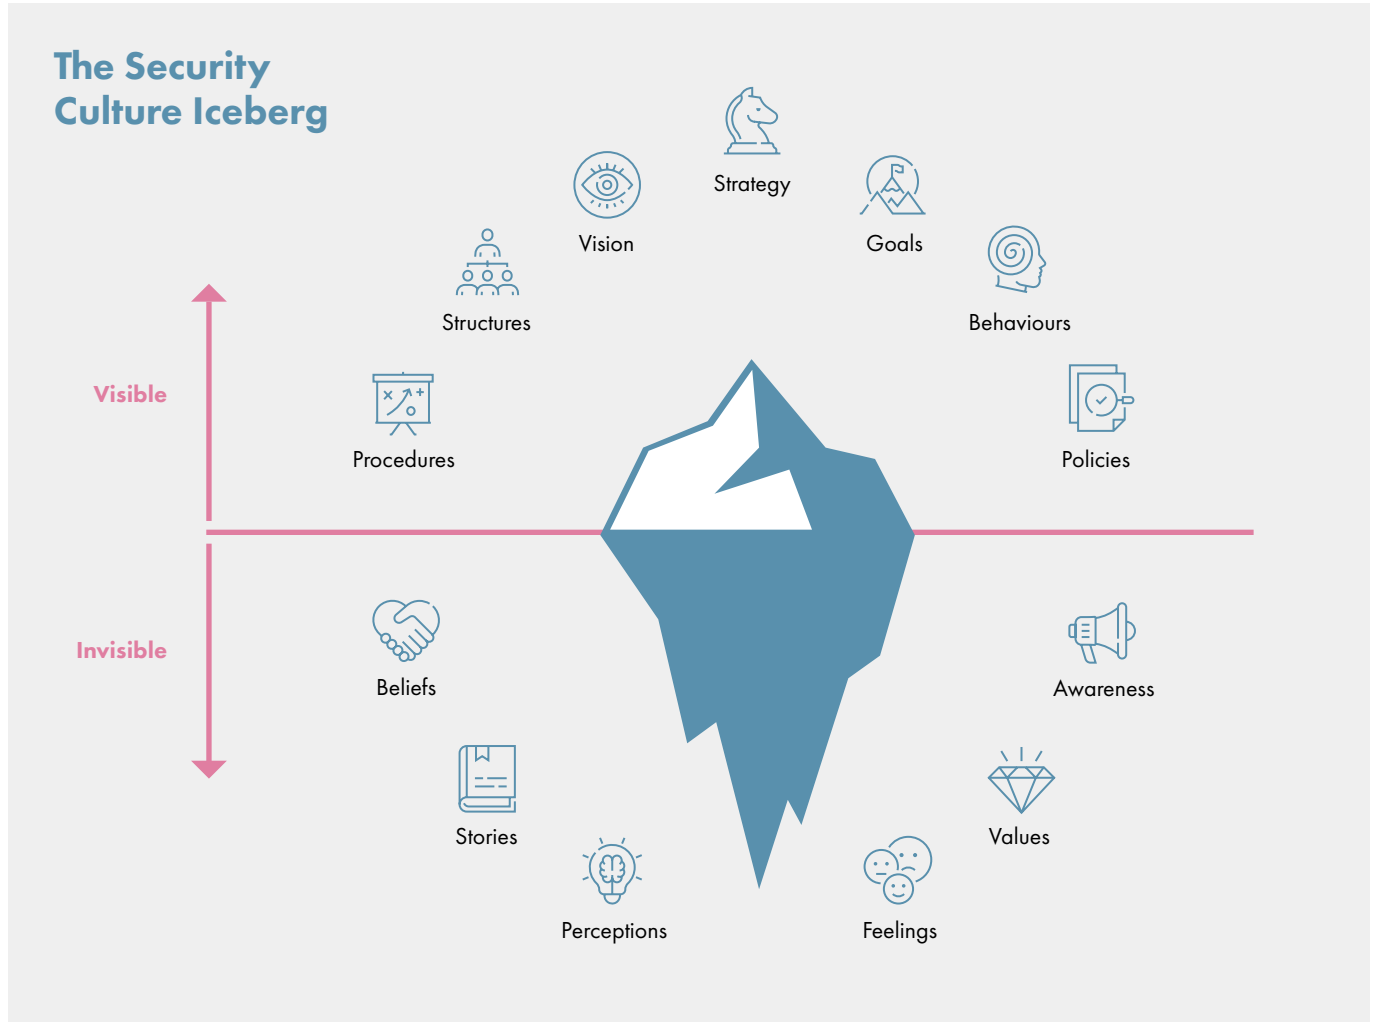 The Security
Culture Iceberg
Strategy
Vision
Goals
Structures
Behaviours
Visible
Procedures
Policies
Invisible
Beliefs
Awareness
Stories
Values
Perceptions
Feelings